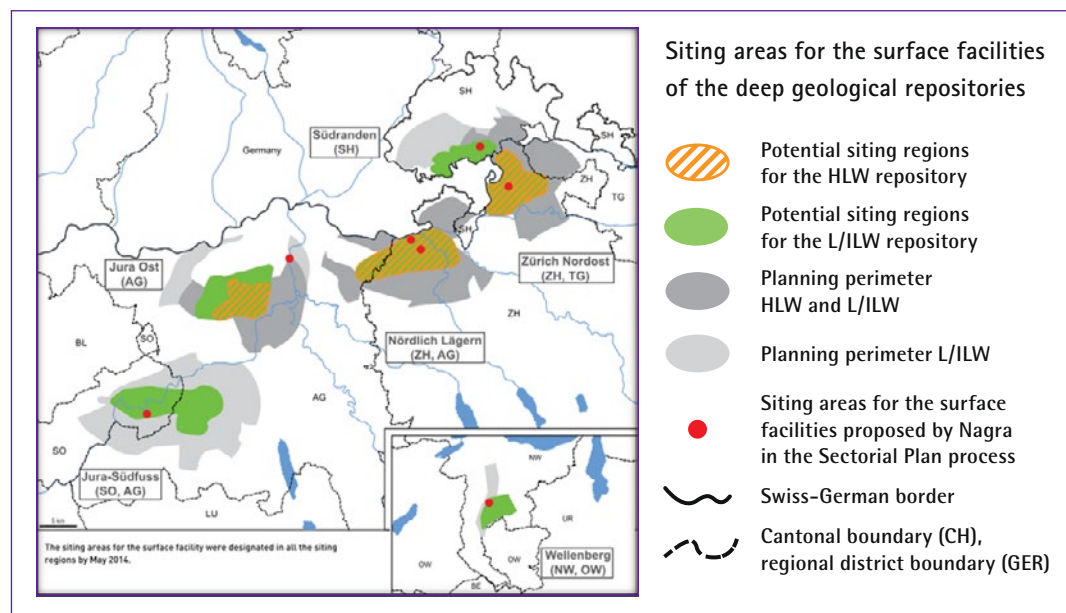 SH
Südranden
(SH)
Germany
SH
ZH
TG
SH
Zürich Nordost
(ZH, TG)
Jura Ost
(AG)
ZH
Nördlich Lägern
(ZH, AG)
BL
SO
AG
SO
Jura-Südfuss
(SO, AG)
LU
5 km
NW
UR
Wellenberg
(NW, OW)
OW
OW
BE
The siting areas for the surface facility were designated in all the siting
regions by May 2014.
Siting areas for the surface facilities
of the deep geological repositories
Potential siting regions
for the HLW repository
Potential siting regions
for the L/ILW repository
Planning perimeter
HLW and L/ILW
Planning perimeter L/ILW
Siting areas for the surface
facilities proposed by Nagra
in the Sectorial Plan process
Swiss-German border
Cantonal boundary (CH),
regional district boundary (GER)